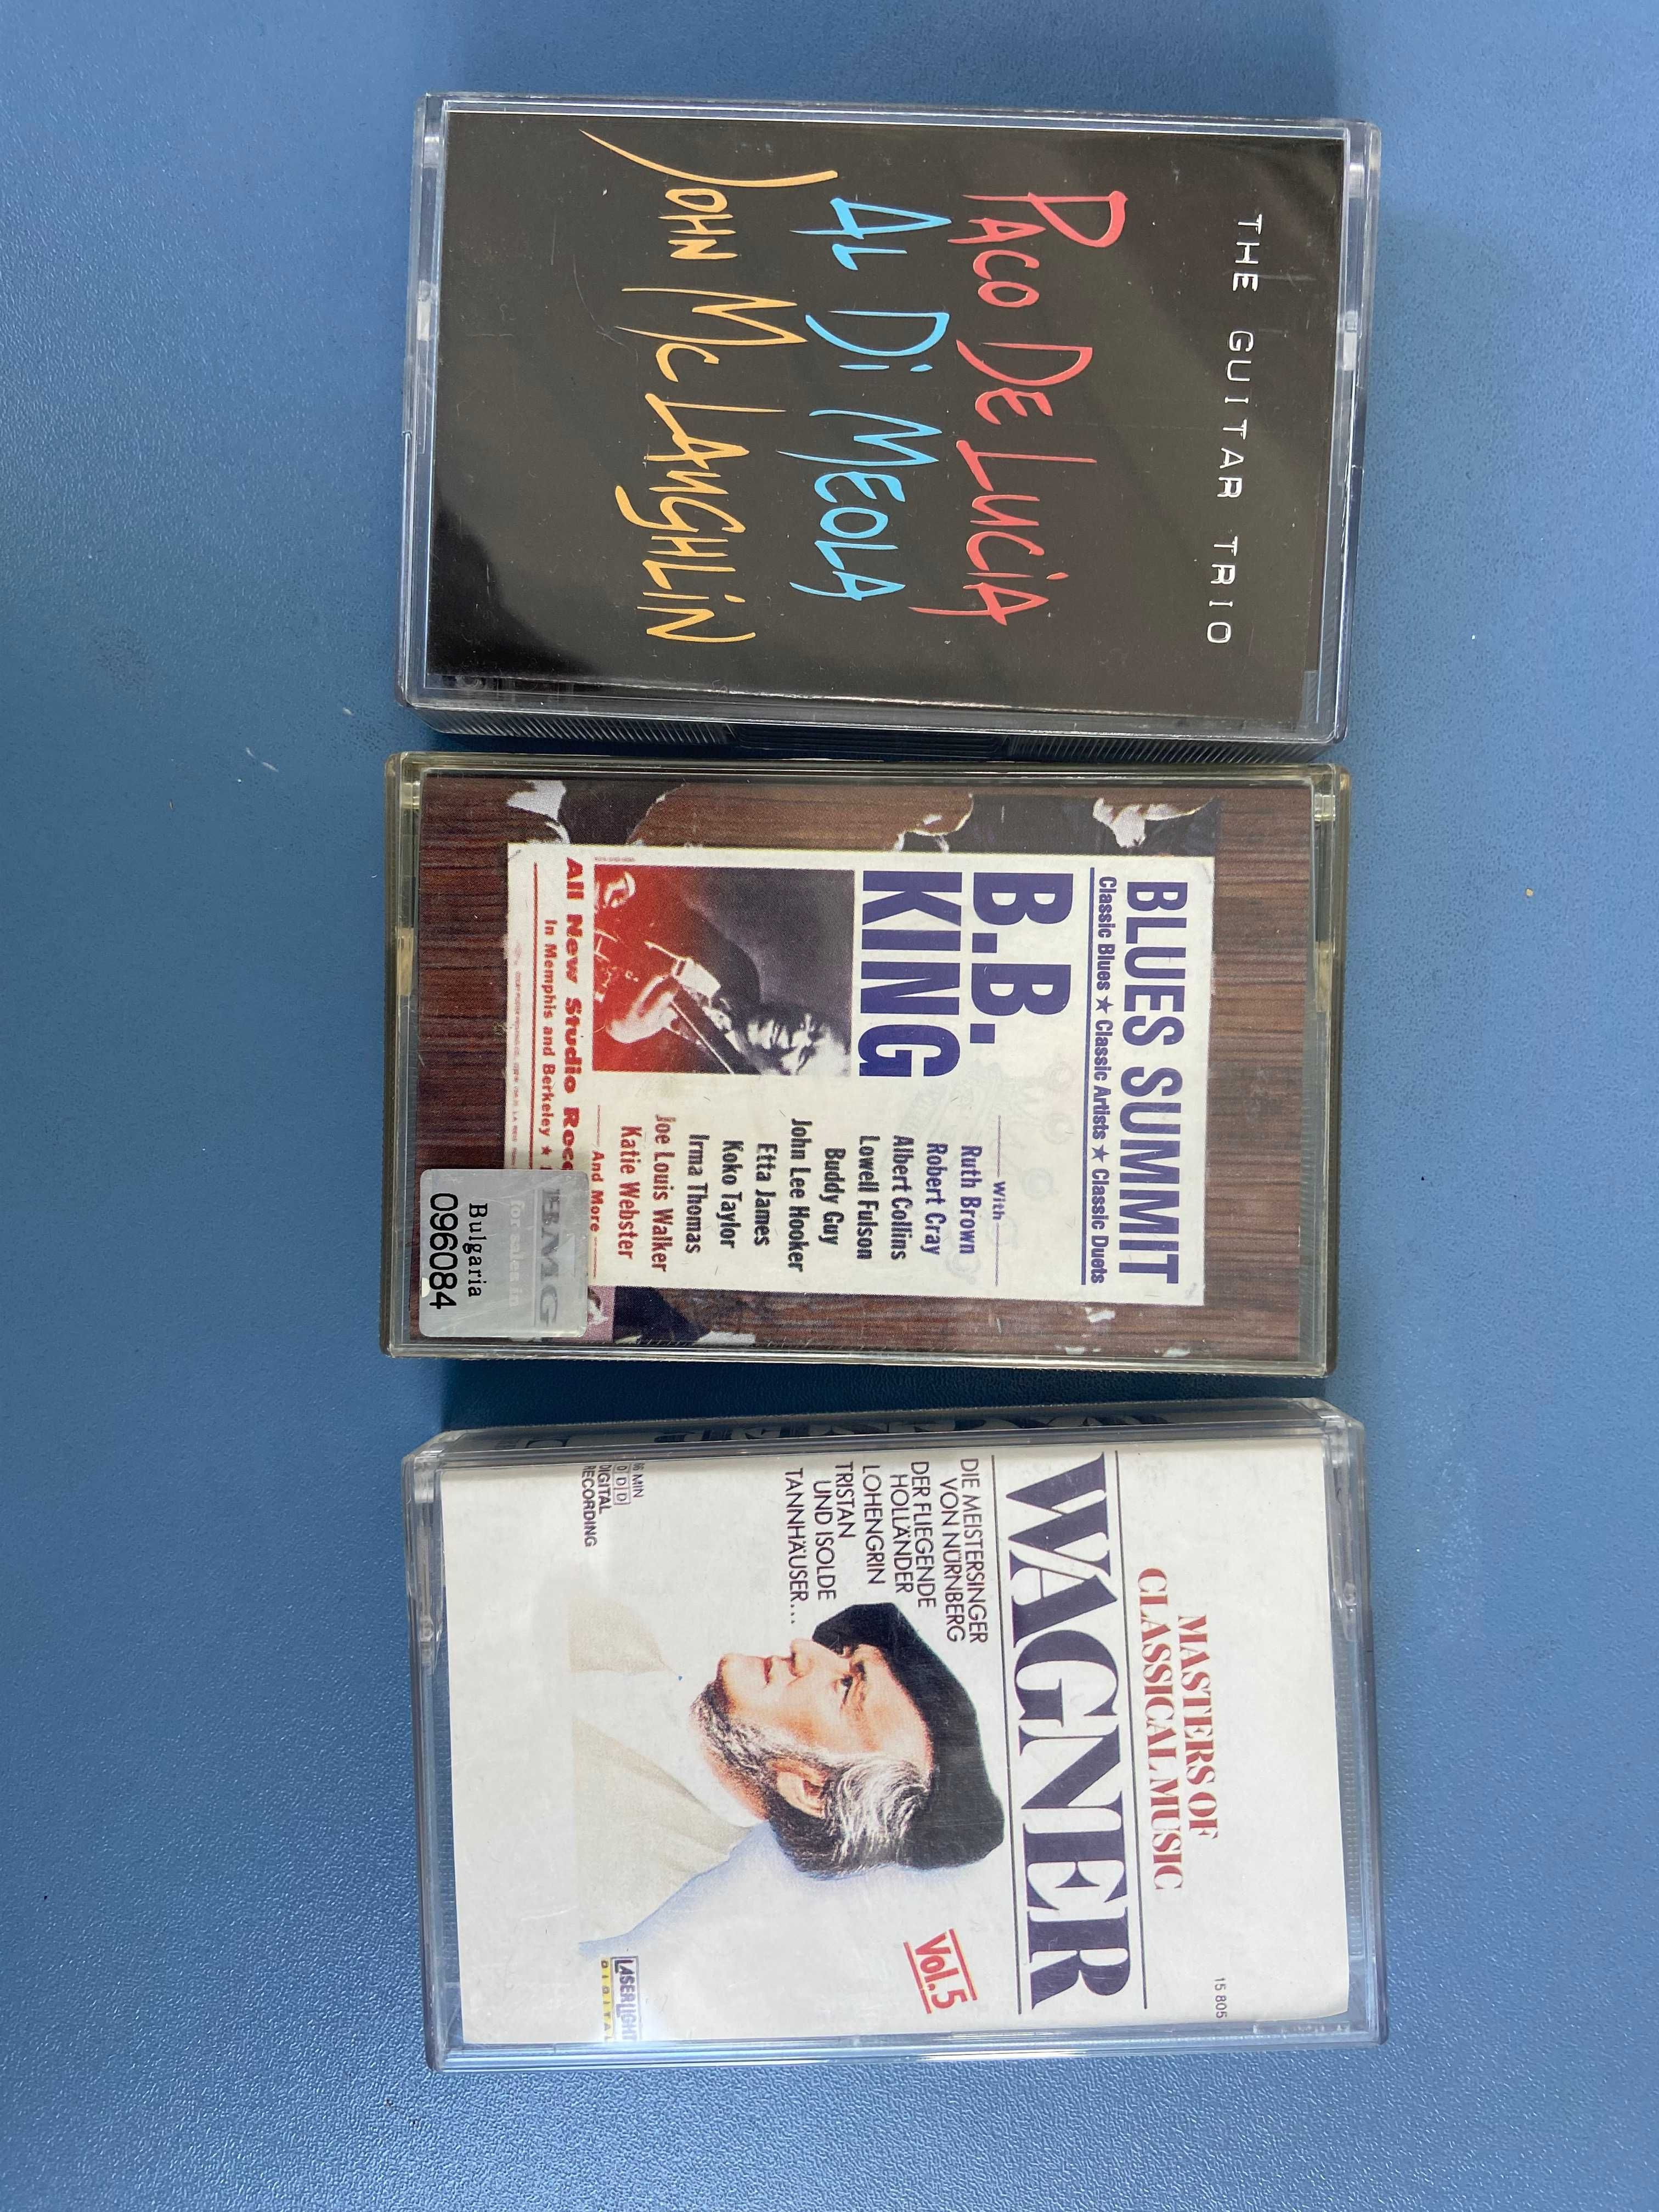 THE GUITAR TRIO
PACO DE LUCIA
AL DI MEOLA
JOHN MCLAUGHLIN
BLUES SUMMIT
Classic Blues ★ Classic Artists ★ Classic Duets
B.B.
KING
With
Ruth Brown
Robert Cray
Albert Collins
Lowell Fulson
Buddy Guy
John Lee Hooker
Etta James
Koko Taylor
Irma Thomas
Joe Louis Walker
Katie Webster
And More
All New Studio Reco
In Memphis and Berkeley ★
BMG
for sales in
Bulgaria
096084
15 805
MASTERS OF
CLASSICAL MUSIC
WAGNER
Vol.5
DIE MEISTERSINGER
VON NÜRNBERG
DER FLIEGENDE
HOLLÄNDER
LOHENGRIN
TRISTAN
UND ISOLDE
TANNHÄUSER...
MIN
DDD
DIGITAL
RECORDING
LASERLIGHT
DIGITAL